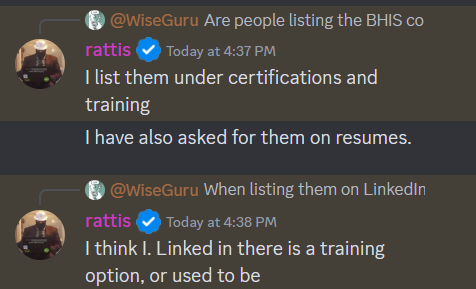 @WiseGuru Are people listing the BHIS co
rattis Today at 4:37 PM
I list them under certifications and
training
I have also asked for them on resumes.
@WiseGuru When listing them on LinkedIn
rattis Today at 4:38 PM
I think I. Linked in there is a training
option, or used to be